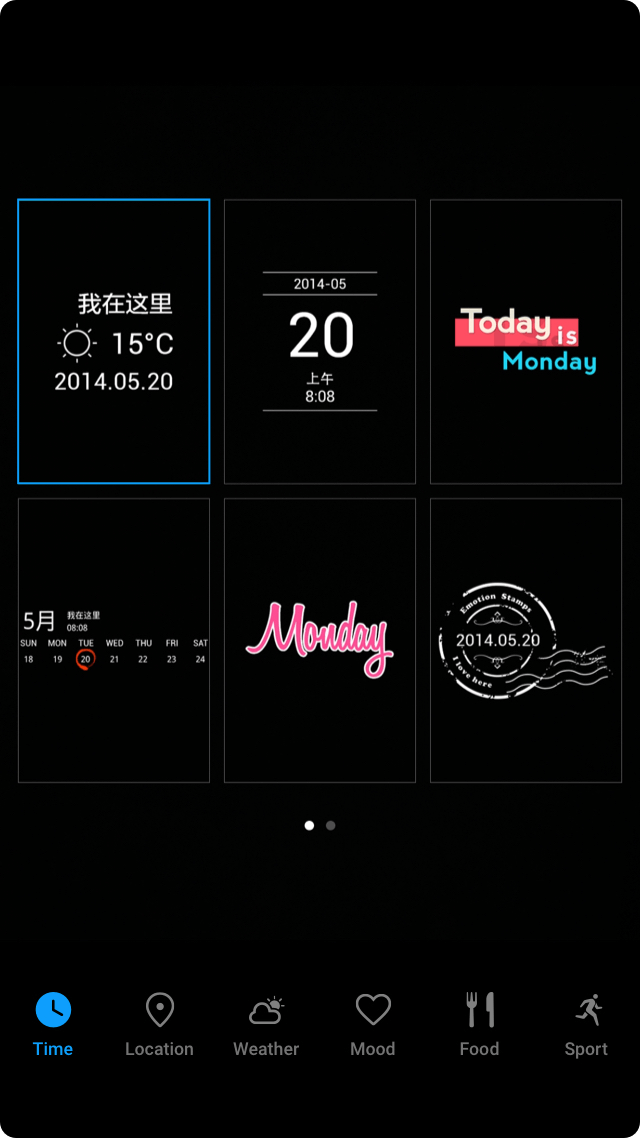 我在这里
15°C
2014.05.20
2014-05
20
上午
8:08
Today is
Monday
5月
我在这里
08:08
SUN MON TUE WED THU FRI SAT
18 19 20 21 22 23 24
Monday
Emotion Stamps
2014.05.20
I love here
Time Location Weather Mood Food Sport